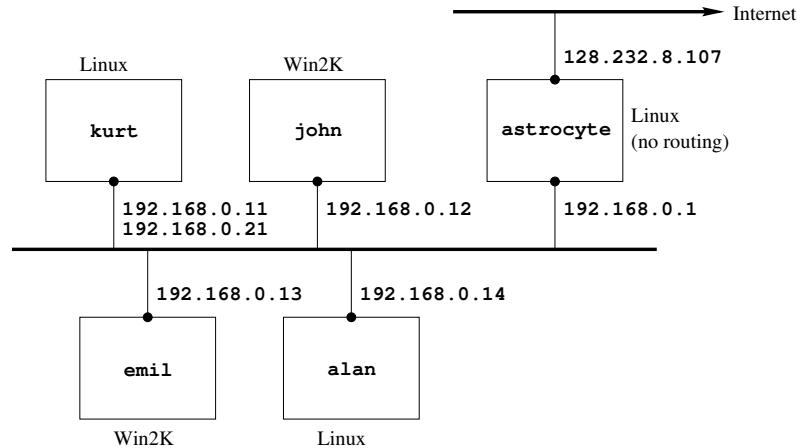 Internet
128.232.8.107
Linux
Win2K
kurt
john
astrocyte
Linux
(no routing)
192.168.0.11
192.168.0.21
192.168.0.12
192.168.0.1
192.168.0.13
192.168.0.14
emil
alan
Win2K
Linux